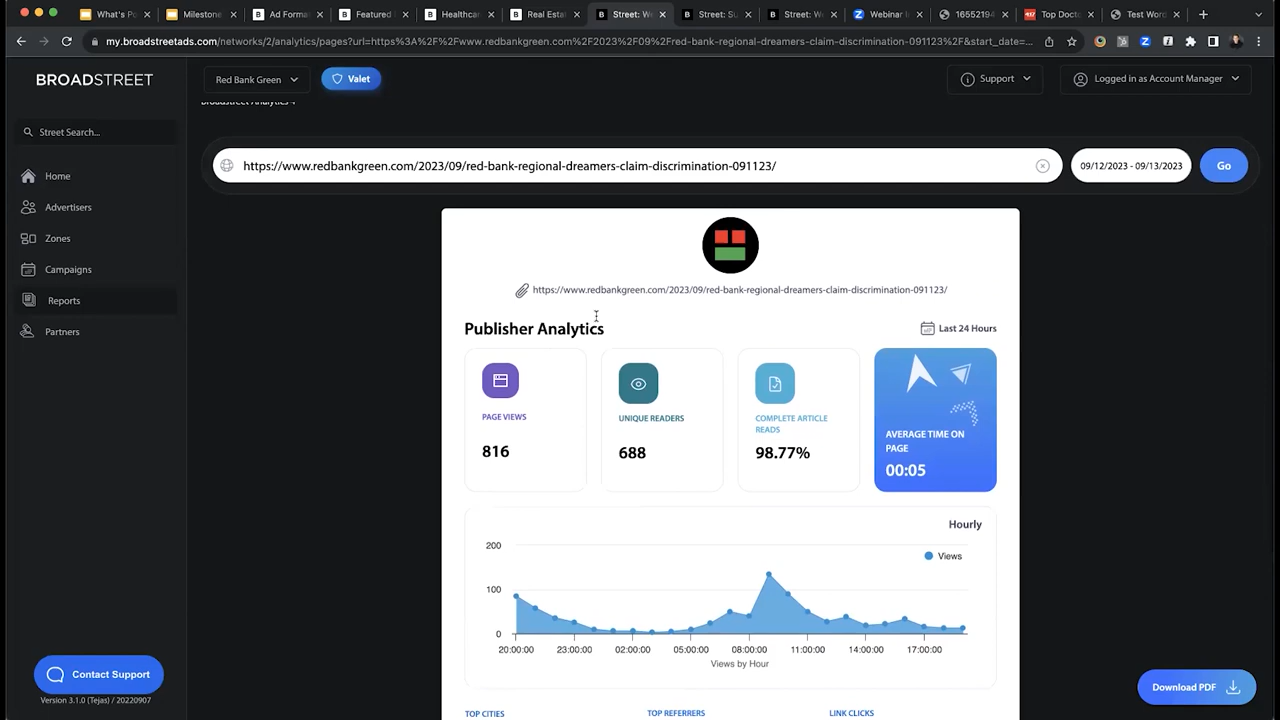 What's Po
Milestone
Ad Forma
Featured
Healthcar
Real Esta
Street: We
Street: Su
Street: We
Webinar
16552194
Top Docto
Test Word
my.broadstreetads.com/networks/2/analytics/pages?url=https%3A%2F%2Fwww.redbankgreen.com%2F2023%2F09%2Fred-bank-regional-dreamers-claim-discrimination-091123%2F&start_date=...
BROADSTREET
Red Bank Green
Valet
Support
Logged in as Account Manager
Broadstreet Analytics
Street Search...
https://www.redbankgreen.com/2023/09/red-bank-regional-dreamers-claim-discrimination-091123/
09/12/2023 - 09/13/2023
Go
Home
Advertisers
Zones
Campaigns
Reports
Partners
https://www.redbankgreen.com/2023/09/red-bank-regional-dreamers-claim-discrimination-091123/
Publisher Analytics
Last 24 Hours
PAGE VIEWS
816
UNIQUE READERS
688
COMPLETE ARTICLE
READS
98.77%
AVERAGE TIME ON
PAGE
00:05
Hourly
Views
200
100
0
20:00:00
23:00:00
02:00:00
05:00:00
08:00:00
11:00:00
14:00:00
17:00:00
Views by Hour
TOP CITIES
TOP REFERRERS
LINK CLICKS
Contact Support
Version 3.1.0 (Tejas) / 20220907
Download PDF